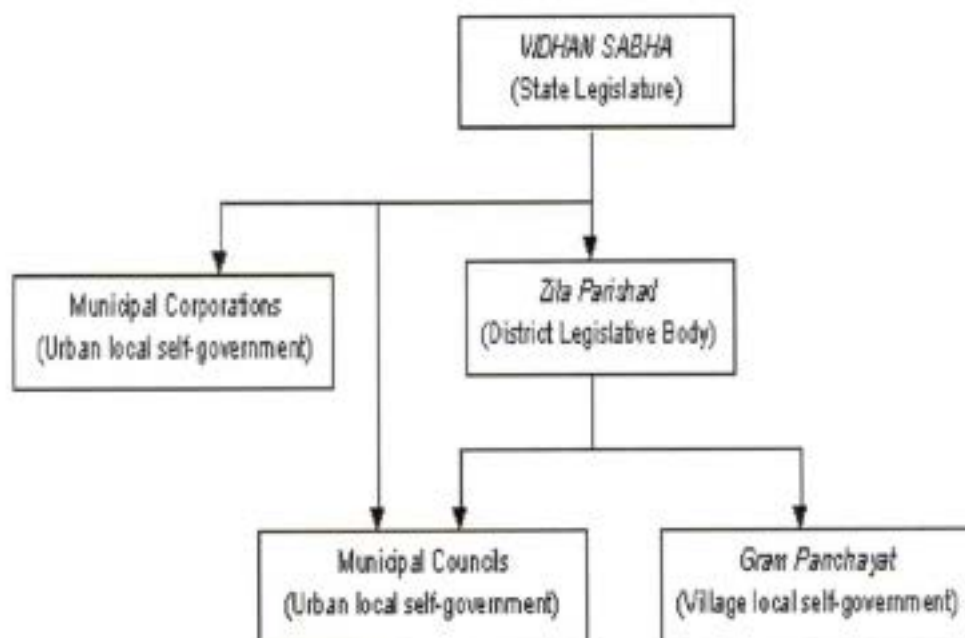 VIDHAN SABHA
(State Legislature)
Municipal Corporations
(Urban local self-government)
Zila Parishad
(District Legislative Body)
Municipal Councils
(Urban local self-government)
Gram Panchayat
(Village local self-government)